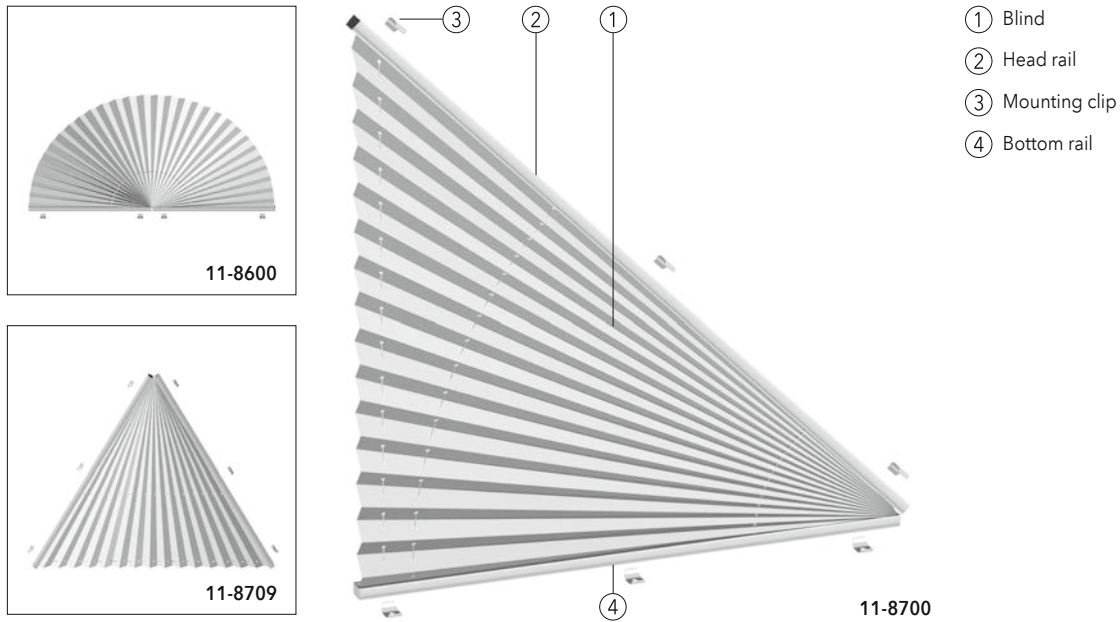 11-8600
11-8709
3
2
1
4
11-8700
1 Blind
2 Head rail
3 Mounting clip
4 Bottom rail